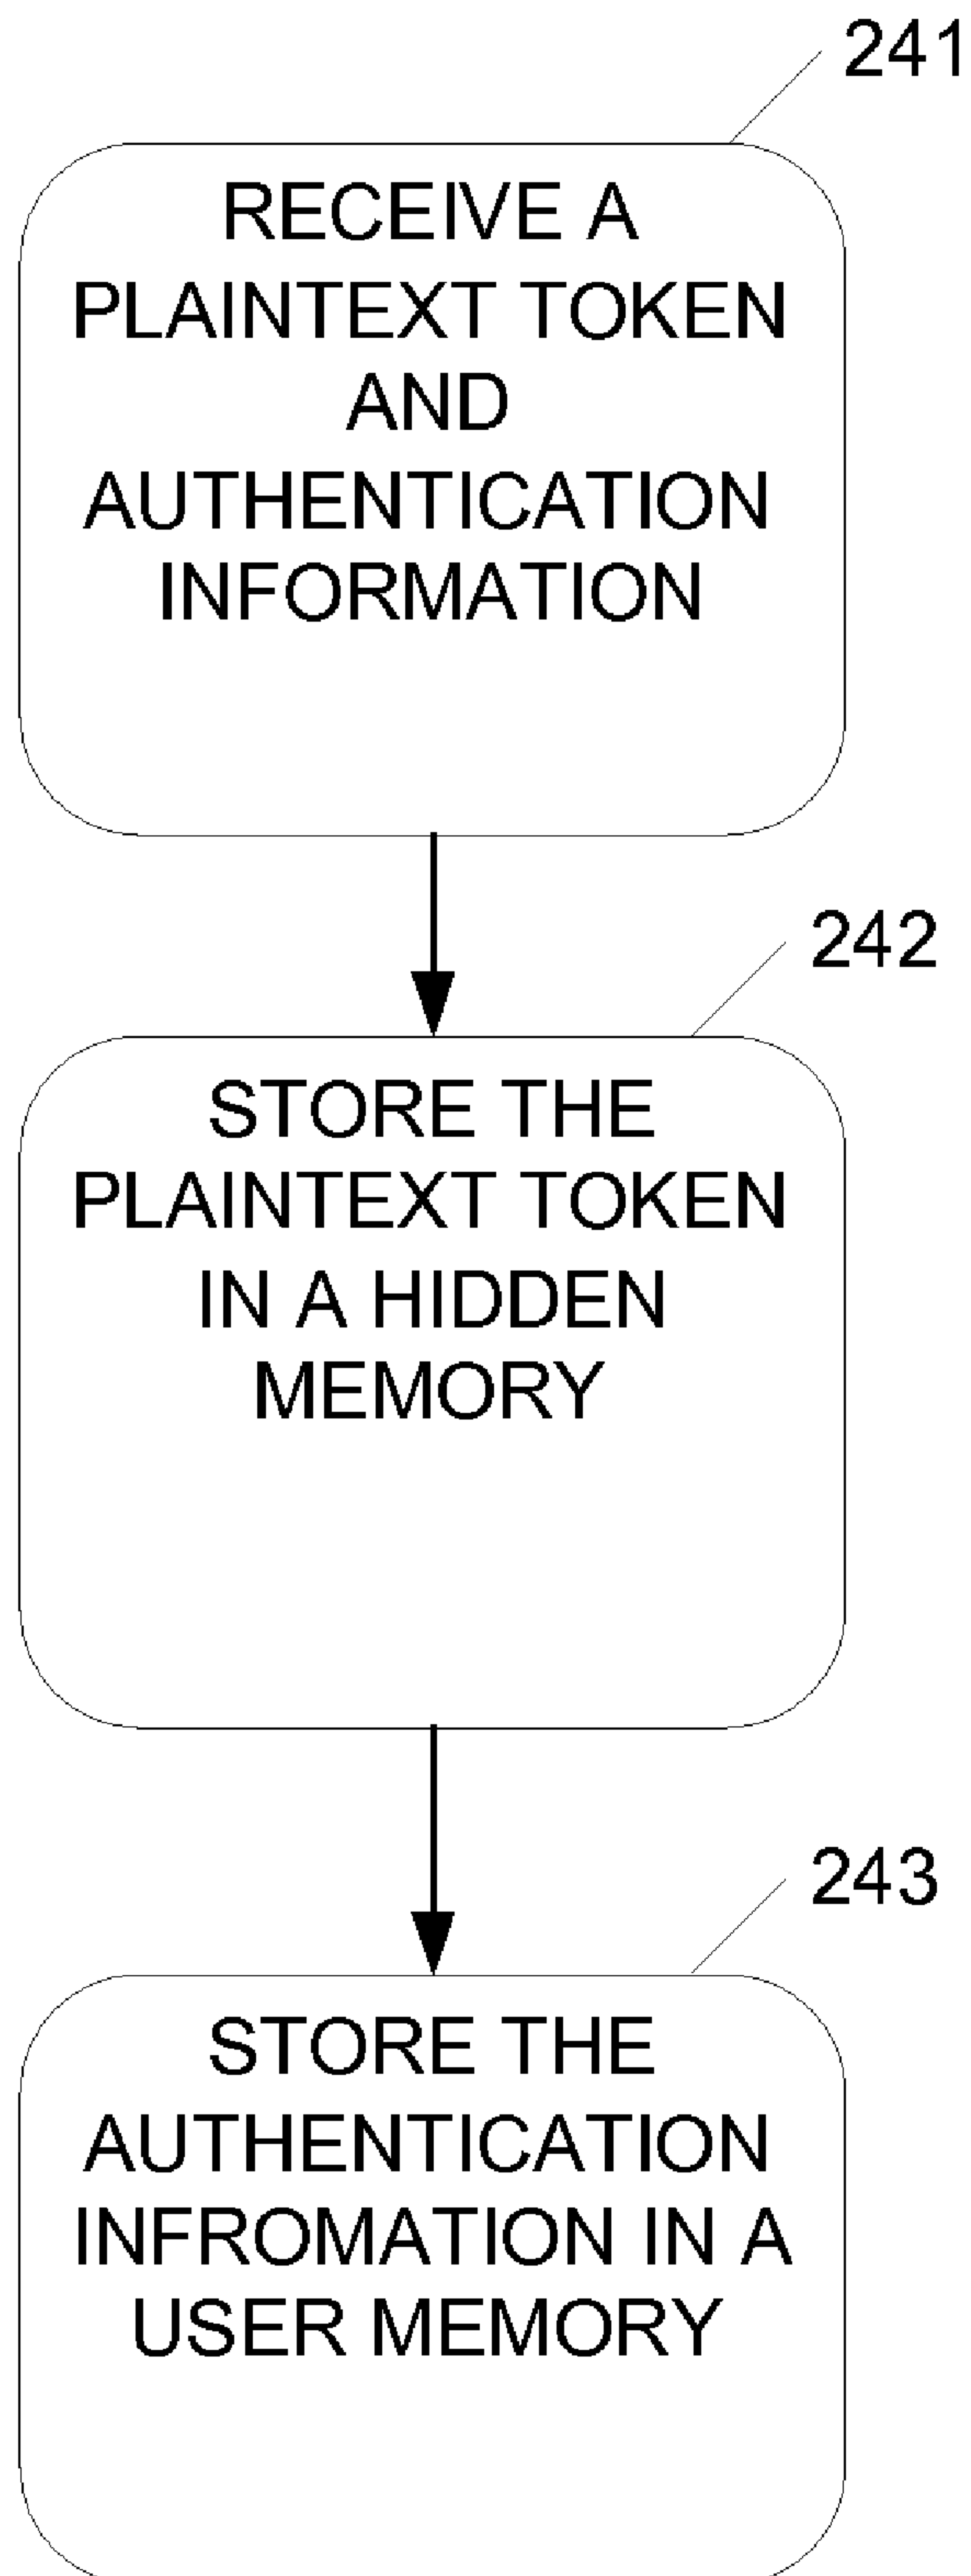 241
RECEIVE A
PLAINTEXT TOKEN
AND
AUTHENTICATION
INFORMATION
242
STORE THE
PLAINTEXT TOKEN
IN A HIDDEN
MEMORY
243
STORE THE
AUTHENTICATION
INFROMATION IN A
USER MEMORY